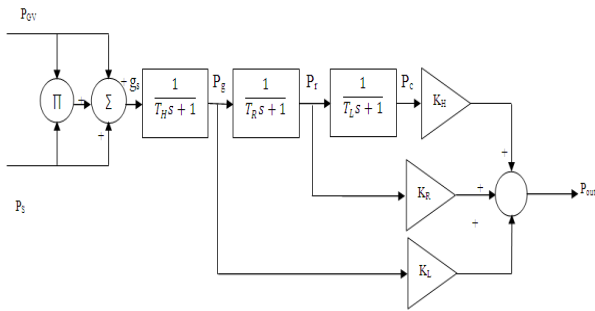 P_GV
+
g_s
1
T_H s + 1
P_g
1
T_R s + 1
P_r
1
T_L s + 1
P_c
K_H
∏
+
Σ
+
+
K_R
+
P_out
P_S
+
K_L